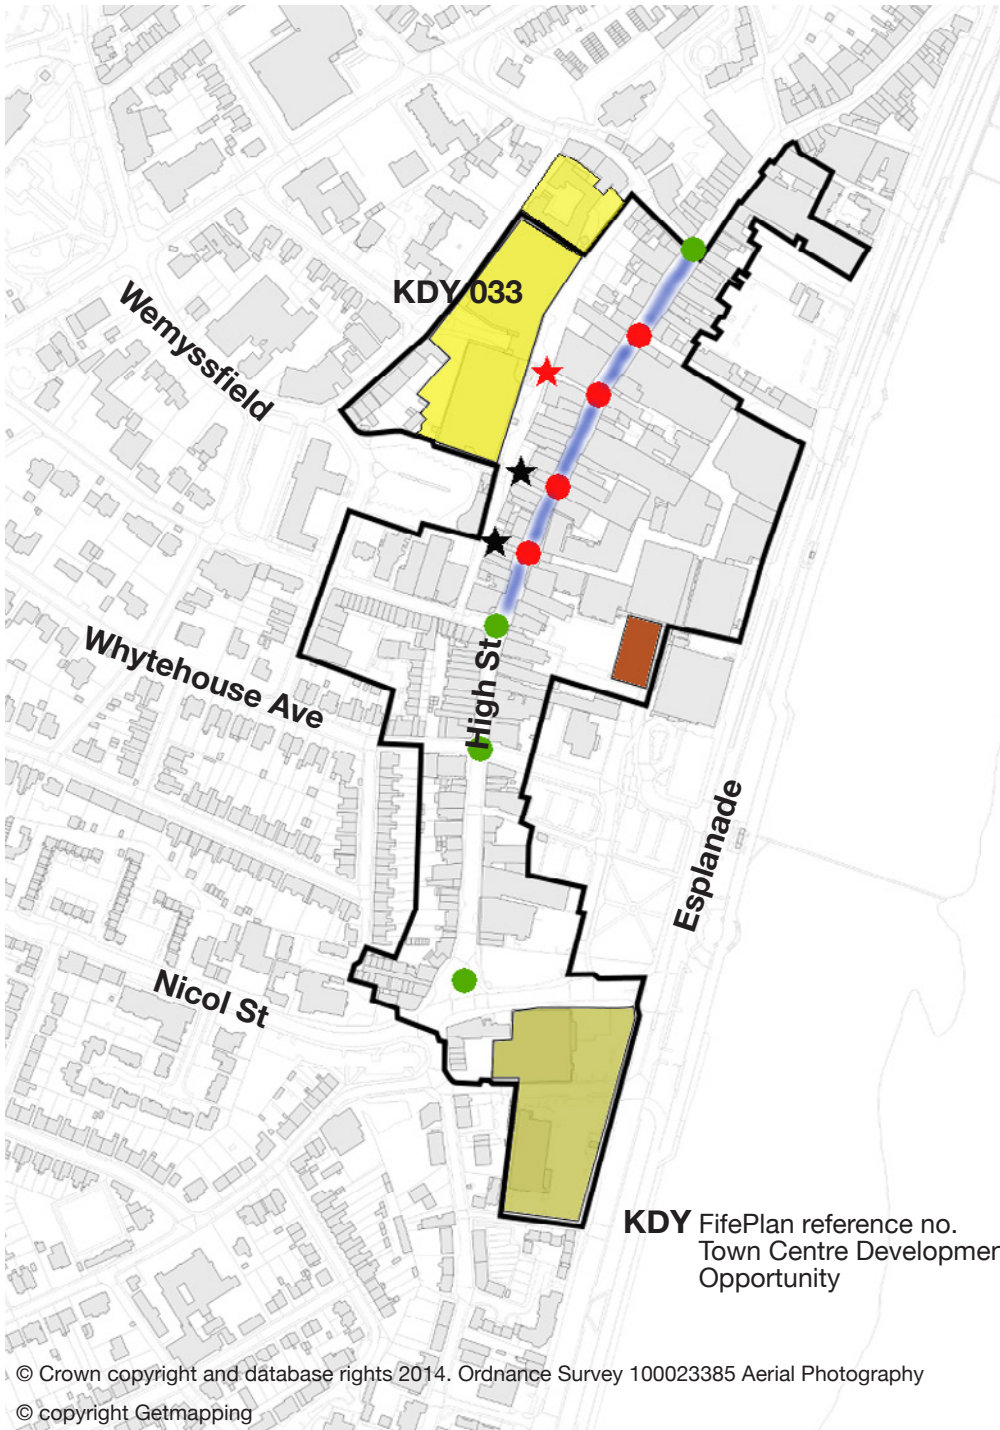 KDY 033
Wemyssfield
Whytehouse Ave
High St
Esplanade
Nicol St
KDY FifePlan reference no.
Town Centre Developmen
Opportunity
© Crown copyright and database rights 2014. Ordnance Survey 100023385 Aerial Photography
© copyright Getmapping